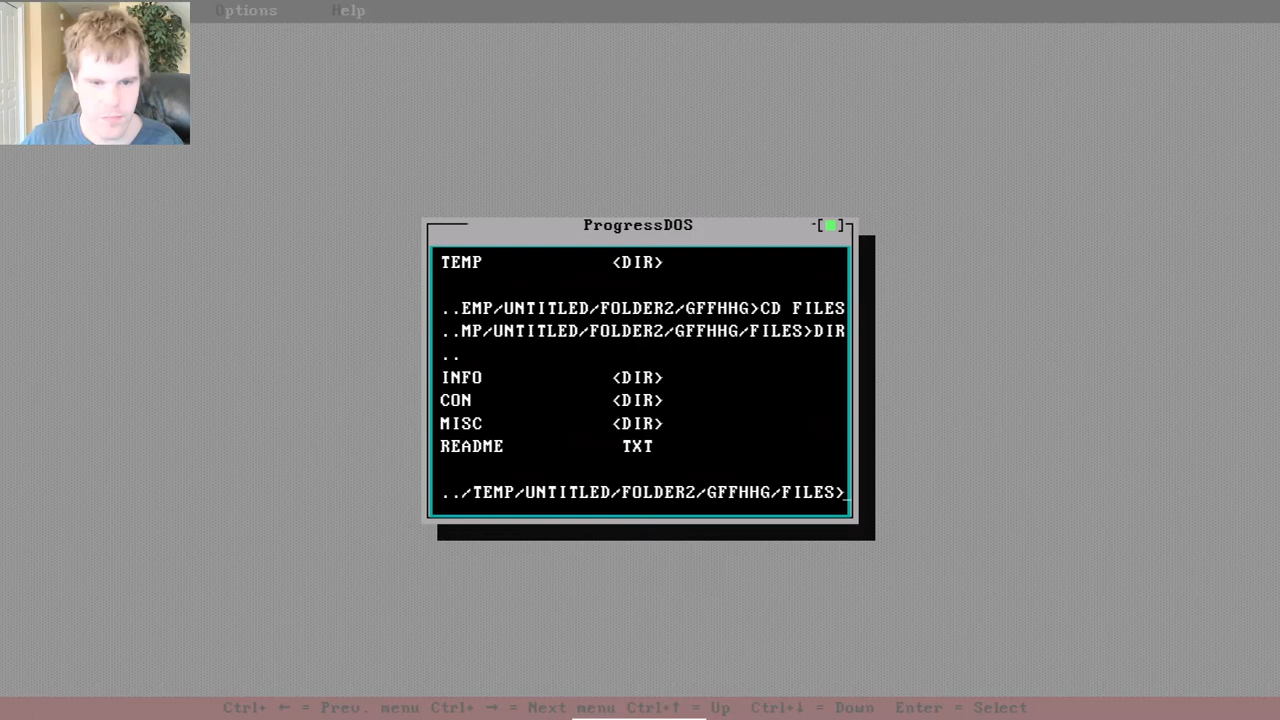 Options Help
ProgressDOS
[■]
TEMP <DIR>
..EMP/UNTITLED/FOLDER2/GFFHHG>CD FILES
..MP/UNTITLED/FOLDER2/GFFHHG/FILES>DIR
..
INFO <DIR>
CON <DIR>
MISC <DIR>
README TXT
../TEMP/UNTITLED/FOLDER2/GFFHHG/FILES>_
Ctrl+ ← = Prev. menu Ctrl+ → = Next menu Ctrl+↑ = Up Ctrl+↓ = Down Enter = Select